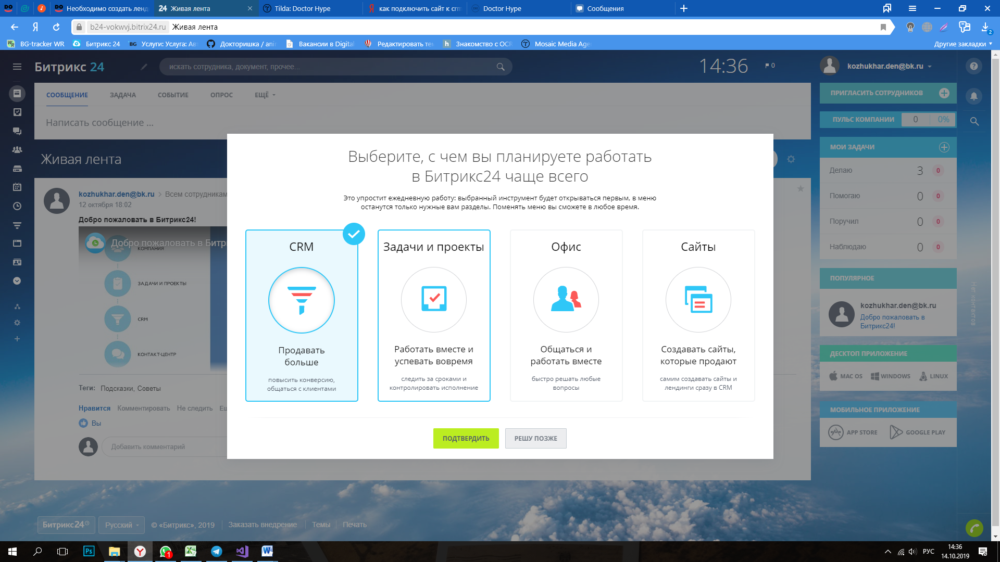 Необходимо создать ленд
24 Живая лента
Tilda: Doctor Hype
как подключить сайт к crm
Doctor Hype
Сообщения
b24-vokwvj.bitrix24.ru Живая лента
2
BG-tracker WR
Битрикс 24
Услуги: Услуга: Ав
Докторишка / anin
Вакансии в Digital
Редактировать тем
Знакомство с OCR
Mosaic Media Age
Другие закладки
Битрикс 24
искать сотрудника, документ, прочее...
14:36
0
kozhukhar.den@bk.ru
СООБЩЕНИЕ
ЗАДАЧА
СОБЫТИЕ
ОПРОС
ЕЩЁ
Написать сообщение ...
Живая лента
kozhukhar.den@bk.ru > Всем сотрудникам
12 октября 18:02
Добро пожаловать в Битрикс24!
Добро пожаловать в Битри
КОМПАНИЯ
ЗАДАЧИ И ПРОЕКТЫ
CRM
КОНТАКТ-ЦЕНТР
Теги: Подсказки, Советы
Нравится Комментировать Не следить Ещ
Вы
Добавить комментарий
Выберите, с чем вы планируете работать
в Битрикс24 чаще всего
Это упростит ежедневную работу: выбранный инструмент будет открываться первым, в меню
останутся только нужные вам разделы. Поменять меню вы сможете в любое время.
CRM
Продавать
больше
повысить конверсию,
общаться с клиентами
Задачи и проекты
Работать вместе и
успевать вовремя
следить за сроками и
контролировать исполнение
Офис
Общаться и
работать вместе
быстро решать любые
вопросы
Сайты
Создавать сайты,
которые продают
самим создавать сайты и
лендинги сразу в CRM
ПОДТВЕРДИТЬ
РЕШУ ПОЗЖЕ
ПРИГЛАСИТЬ СОТРУДНИКОВ
ПУЛЬС КОМПАНИИ 0 0%
МОИ ЗАДАЧИ
Делаю 3 0
Помогаю 0 0
Поручил 0 0
Наблюдаю 0 0
ПОПУЛЯРНОЕ
kozhukhar.den@bk.ru
Добро пожаловать в
Битрикс24!
ДЕСКТОП ПРИЛОЖЕНИЕ
MAC OS WINDOWS LINUX
МОБИЛЬНОЕ ПРИЛОЖЕНИЕ
APP STORE GOOGLE PLAY
Нет контактов
Битрикс24
Русский
© «Битрикс», 2019
Заказать внедрение
Темы
Печать
Ps
1
РУС
14:36
14.10.2019